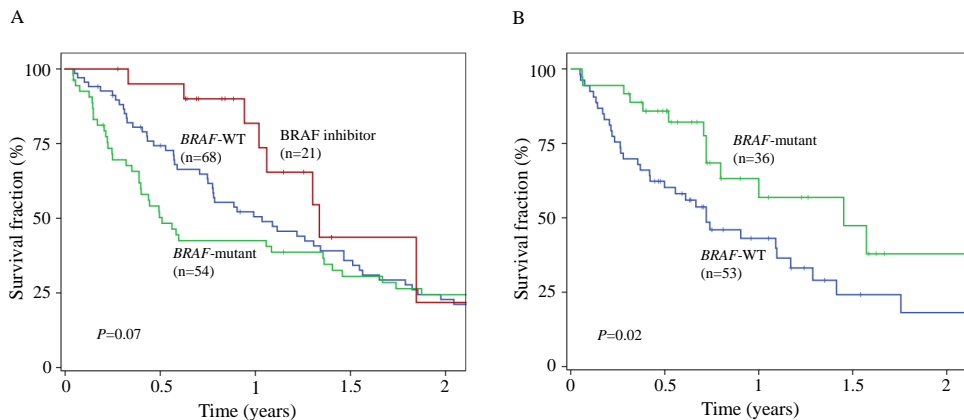 A
Survival fraction (%)
100
75
50
25
0
BRAF-WT
(n=68)
BRAF inhibitor
(n=21)
BRAF-mutant
(n=54)
P=0.07
0 0.5 1 1.5 2
Time (years)
B
Survival fraction (%)
100
75
50
25
0
BRAF-mutant
(n=36)
BRAF-WT
(n=53)
P=0.02
0 0.5 1 1.5 2
Time (years)